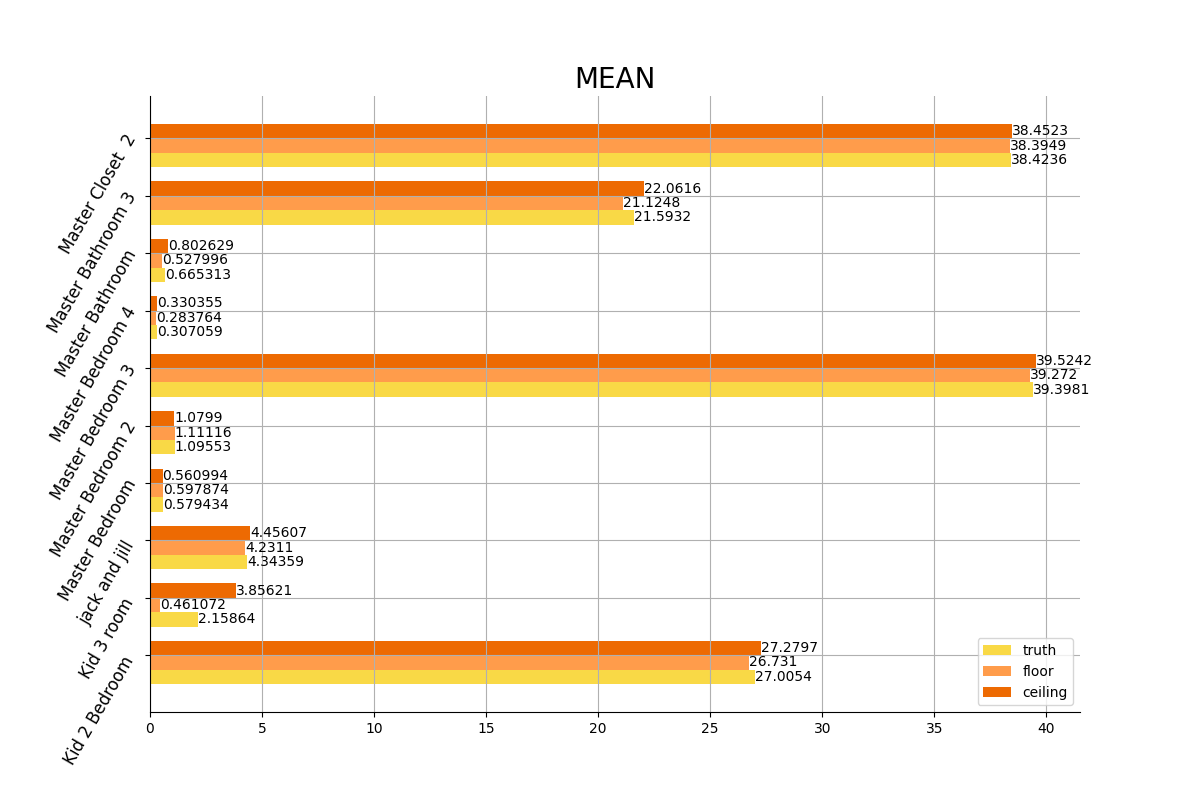 MEAN
Master Closet  2
38.4523
38.3949
38.4236
Master Bathroom 3
22.0616
21.1248
21.5932
Master Bathroom
0.802629
0.527996
0.665313
Master Bedroom 4
0.330355
0.283764
0.307059
Master Bedroom 3
39.5242
39.272
39.3981
Master Bedroom 2
1.0799
1.11116
1.09553
Master Bedroom
0.560994
0.597874
0.579434
jack and jill
4.45607
4.2311
4.34359
Kid 3 room
3.85621
0.461072
2.15864
Kid 2 Bedroom
27.2797
26.731
27.0054
truth
floor
ceiling
0 5 10 15 20 25 30 35 40